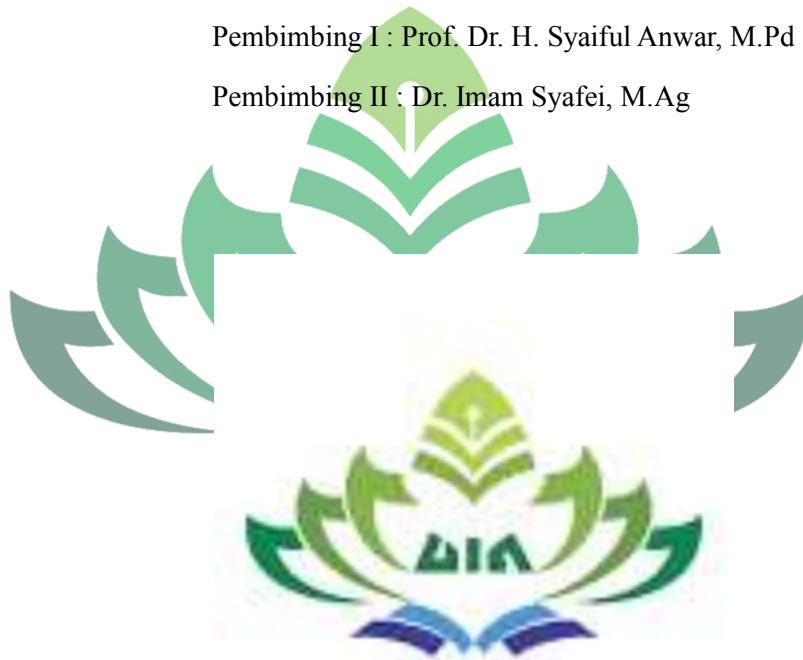 Pembimbing I : Prof. Dr. H. Syaiful Anwar, M.Pd
Pembimbing II : Dr. Imam Syafei, M.Ag
UIN